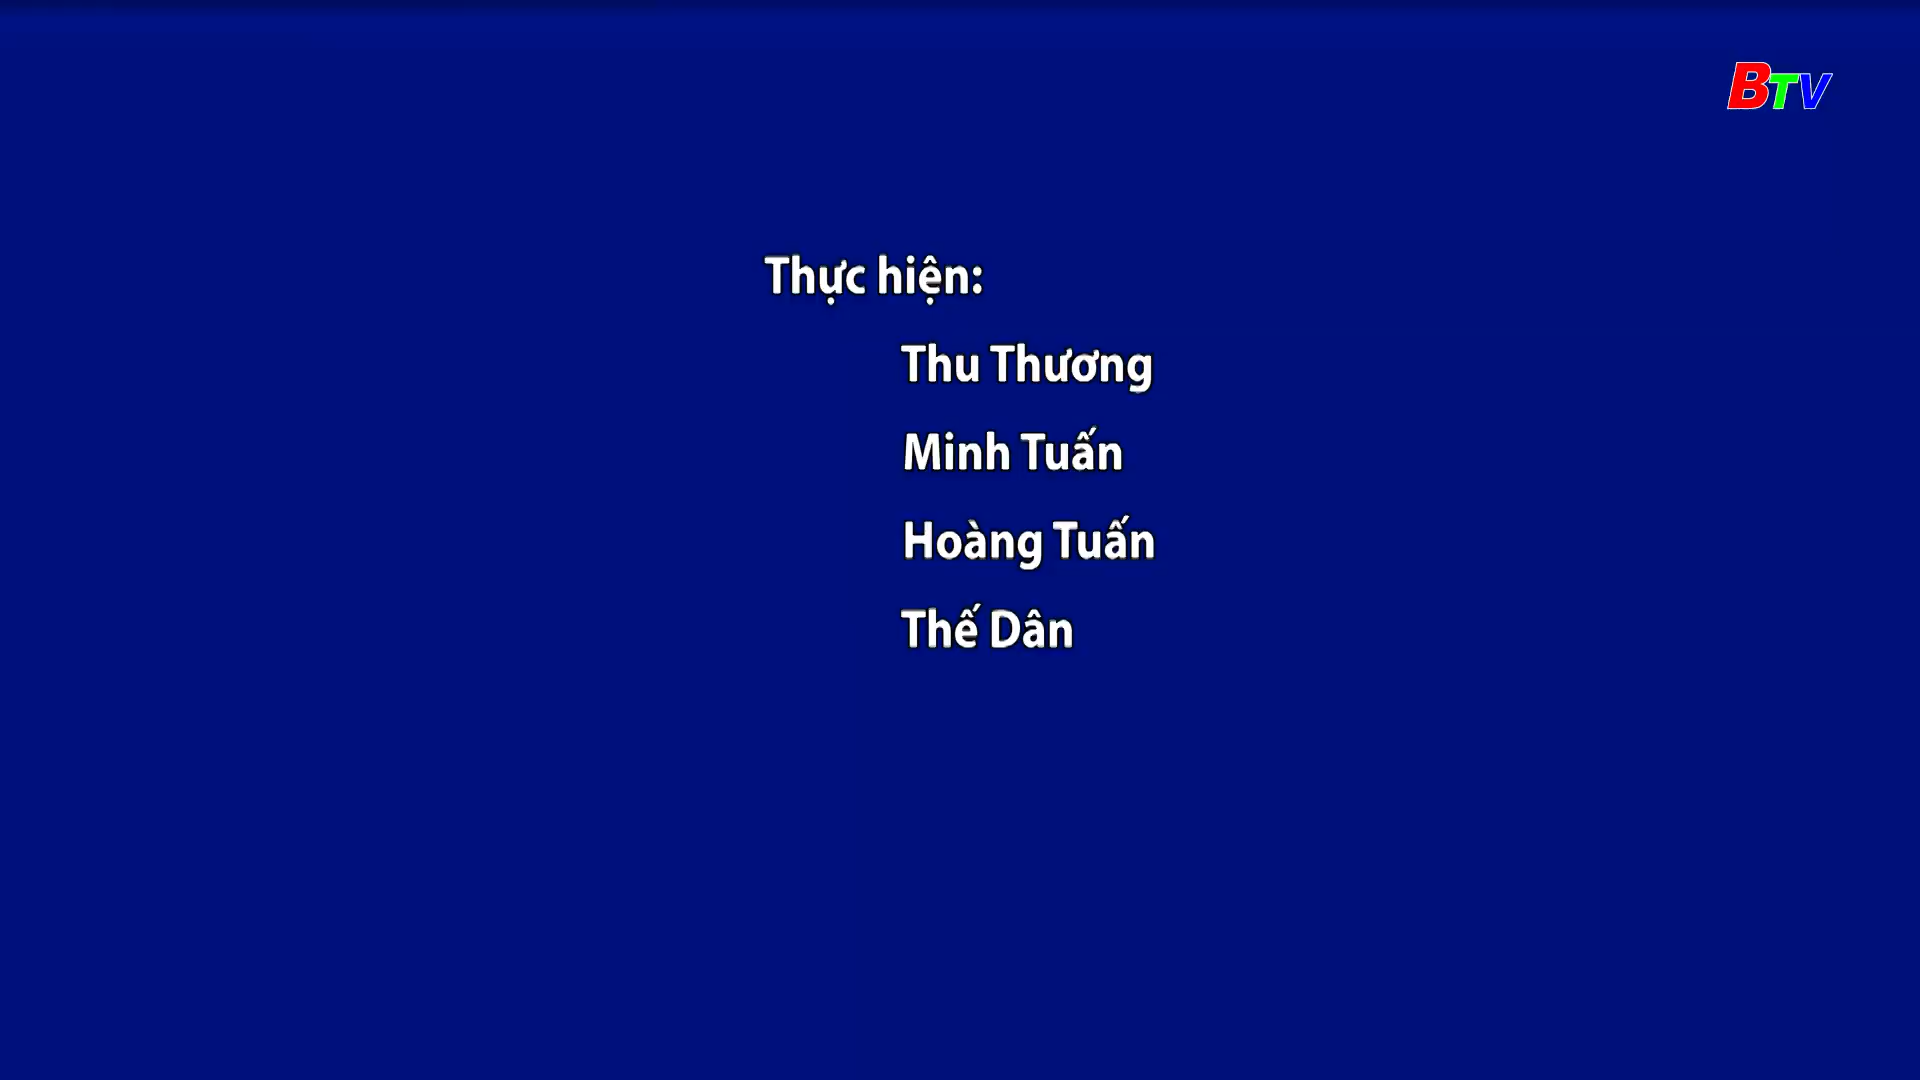 BTV
Thực hiện:
Thu Thương
Minh Tuấn
Hoàng Tuấn
Thế Dân